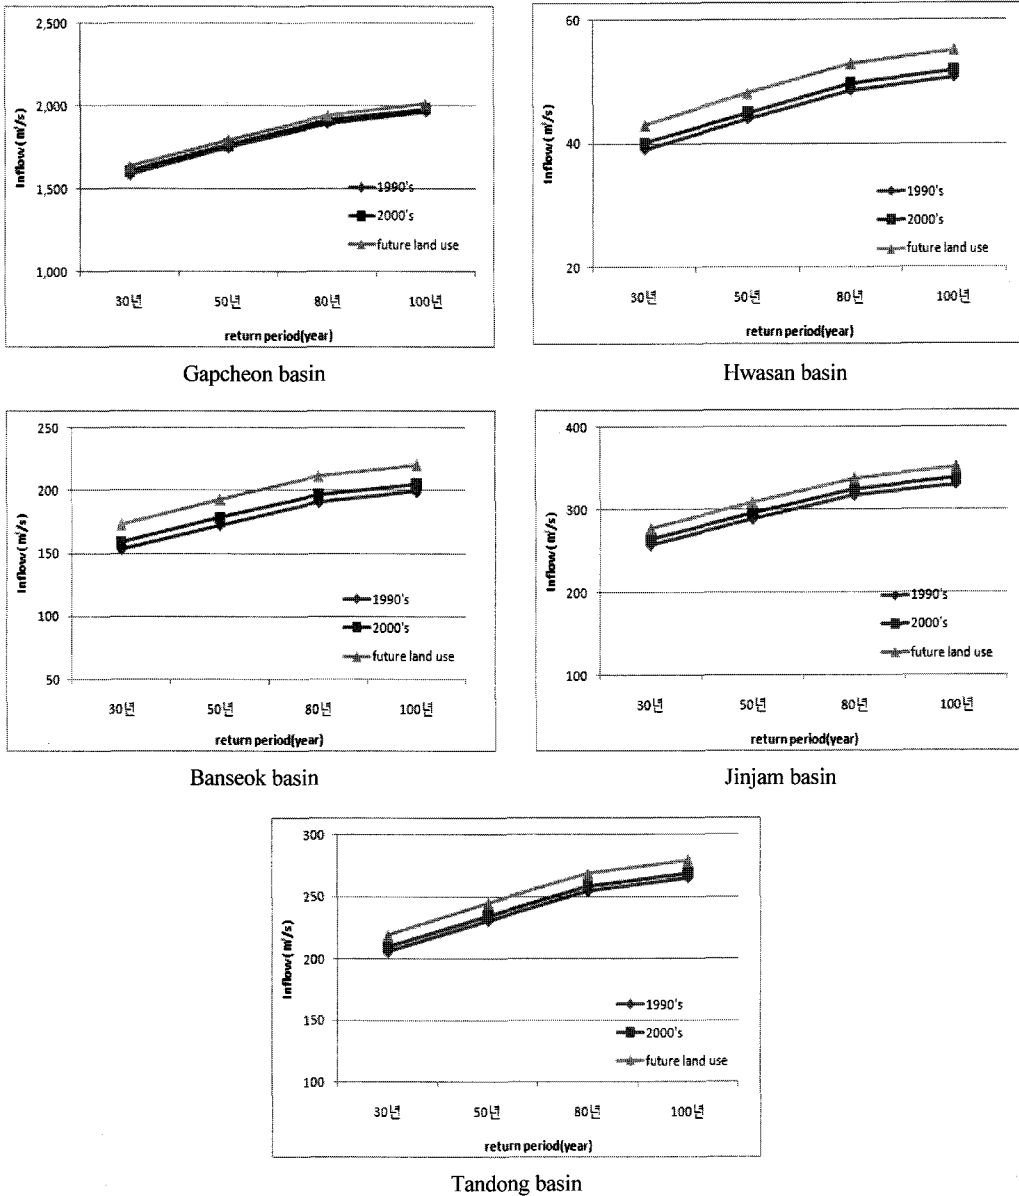 2,500
2,000
1,500
1,000
Inflow (㎥/s)
1990's
2000's
future land use
30년 50년 80년 100년
return period(year)
Gapcheon basin
60
40
20
Inflow (㎥/s)
1990's
2000's
future land use
30년 50년 80년 100년
return period(year)
Hwasan basin
250
200
150
100
50
Inflow (㎥/s)
1990's
2000's
future land use
30년 50년 80년 100년
return period(year)
Banseok basin
400
300
200
100
Inflow (㎥/s)
1990's
2000's
future land use
30년 50년 80년 100년
return period(year)
Jinjam basin
300
250
200
150
100
Inflow (㎥/s)
1990's
2000's
future land use
30년 50년 80년 100년
return period(year)
Tandong basin